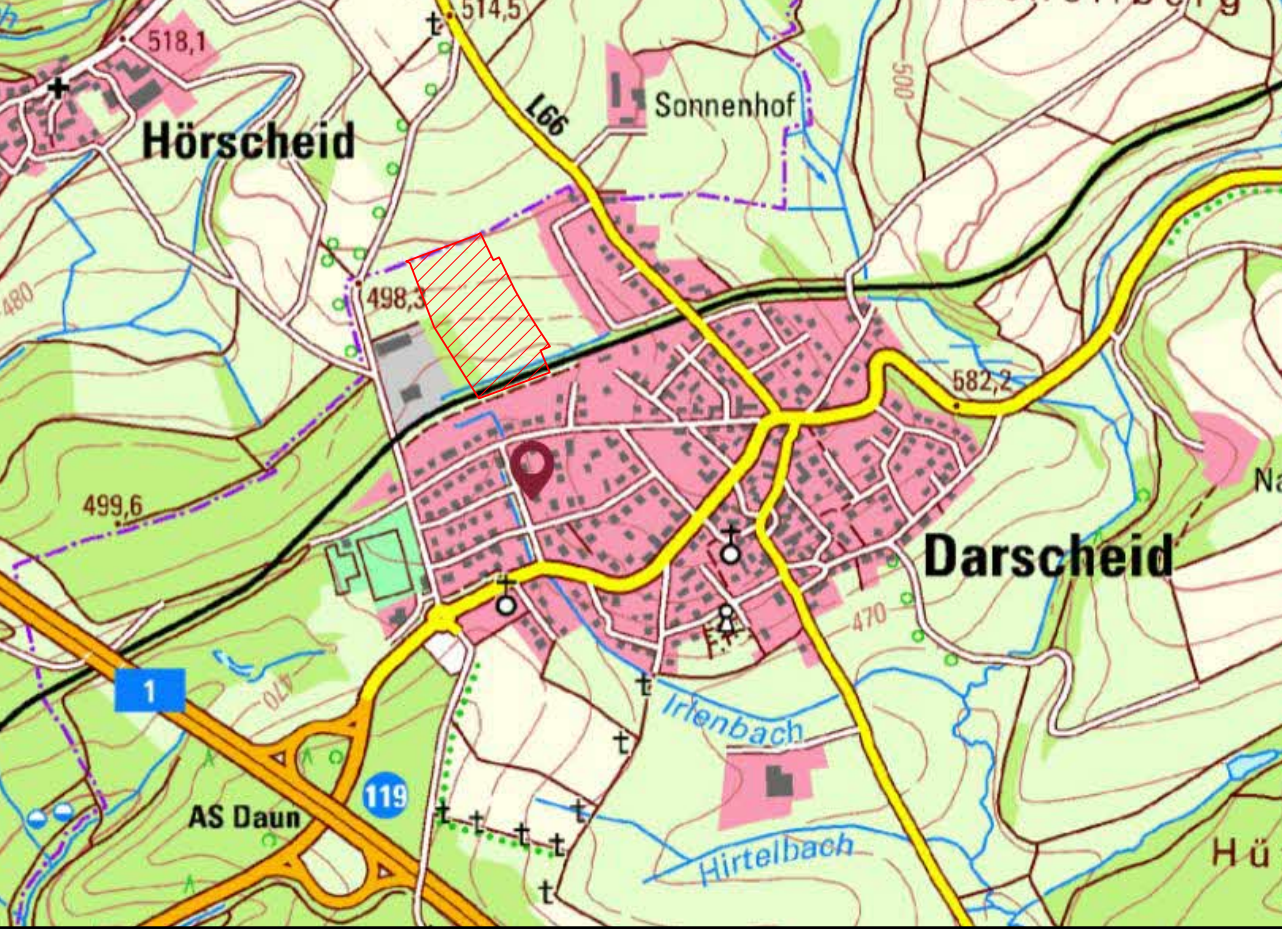 514,5
518,1
Hörscheid
L66
Sonnenhof
500
480
498,3
582,2
499,6
Na
Darscheid
470
470
1
Irlenbach
119
AS Daun
Hirtelbach
Hü